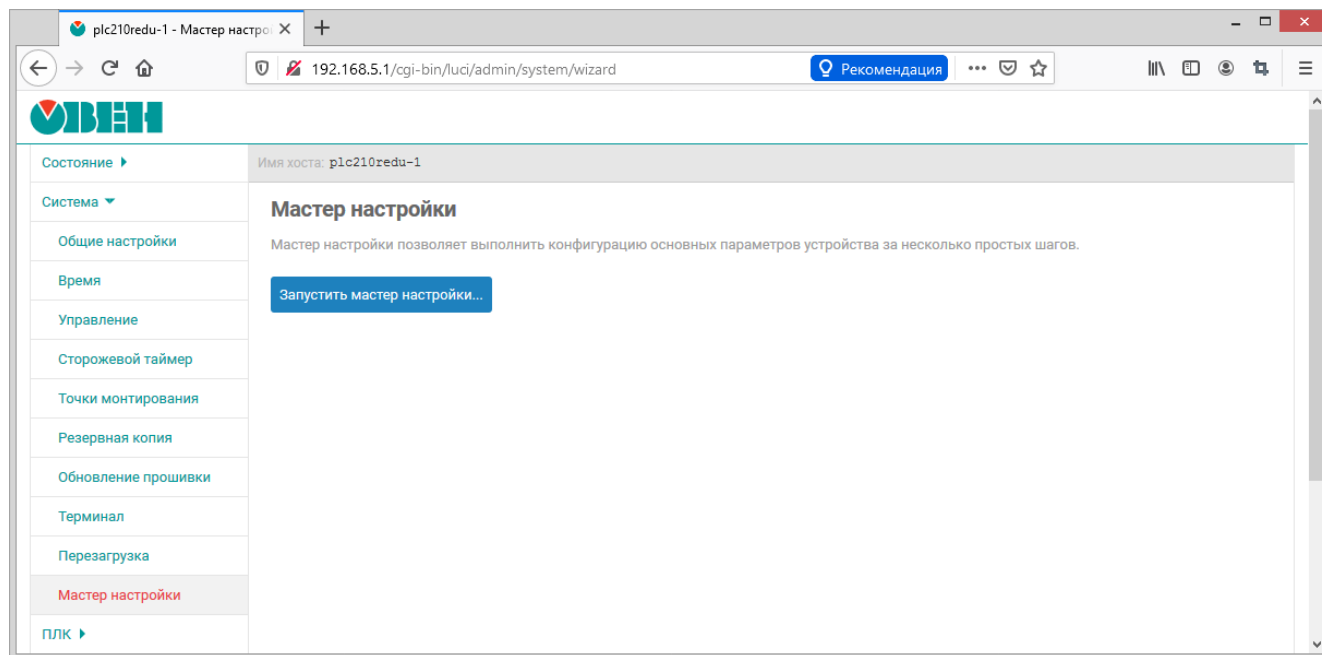 plc210redu-1 - Мастер настрої
192.168.5.1/cgi-bin/luci/admin/system/wizard
Рекомендация
ОВЕН
Состояние
Имя хоста: plc210redu-1
Система
Мастер настройки
Общие настройки
Мастер настройки позволяет выполнить конфигурацию основных параметров устройства за несколько простых шагов.
Время
Запустить мастер настройки...
Управление
Сторожевой таймер
Точки монтирования
Резервная копия
Обновление прошивки
Терминал
Перезагрузка
Мастер настройки
ПЛК